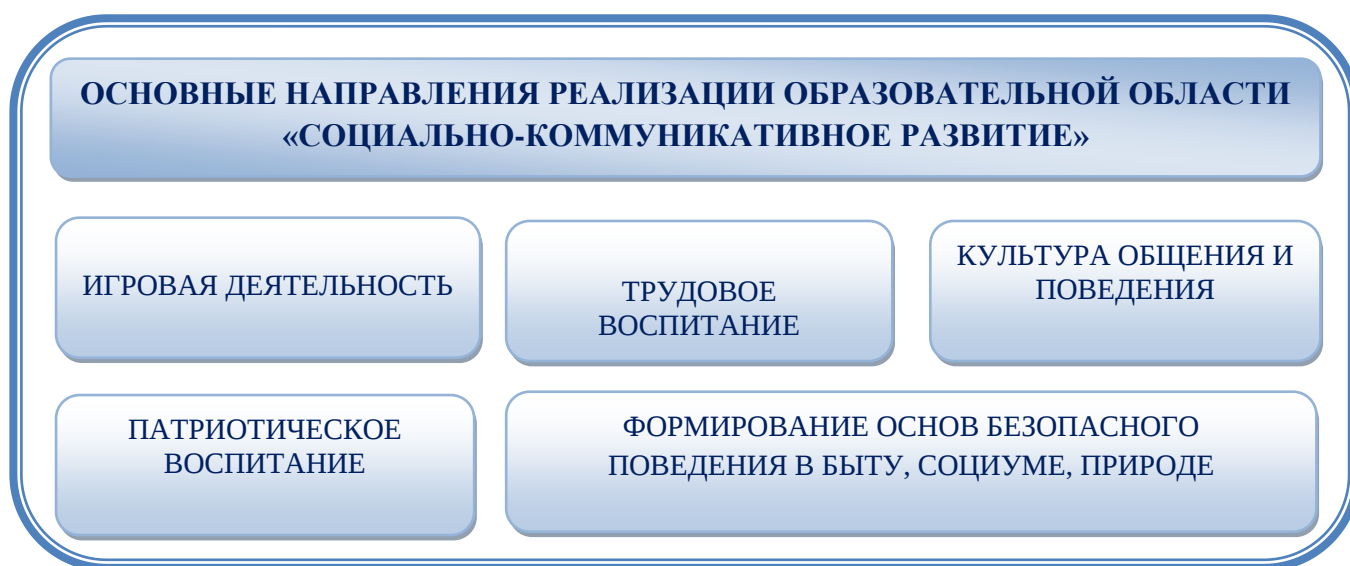 ОСНОВНЫЕ НАПРАВЛЕНИЯ РЕАЛИЗАЦИИ ОБРАЗОВАТЕЛЬНОЙ ОБЛАСТИ
«СОЦИАЛЬНО-КОММУНИКАТИВНОЕ РАЗВИТИЕ»
ИГРОВАЯ ДЕЯТЕЛЬНОСТЬ
ТРУДОВОЕ
ВОСПИТАНИЕ
КУЛЬТУРА ОБЩЕНИЯ И
ПОВЕДЕНИЯ
ПАТРИОТИЧЕСКОЕ
ВОСПИТАНИЕ
ФОРМИРОВАНИЕ ОСНОВ БЕЗОПАСНОГО
ПОВЕДЕНИЯ В БЫТУ, СОЦИУМЕ, ПРИРОДЕ